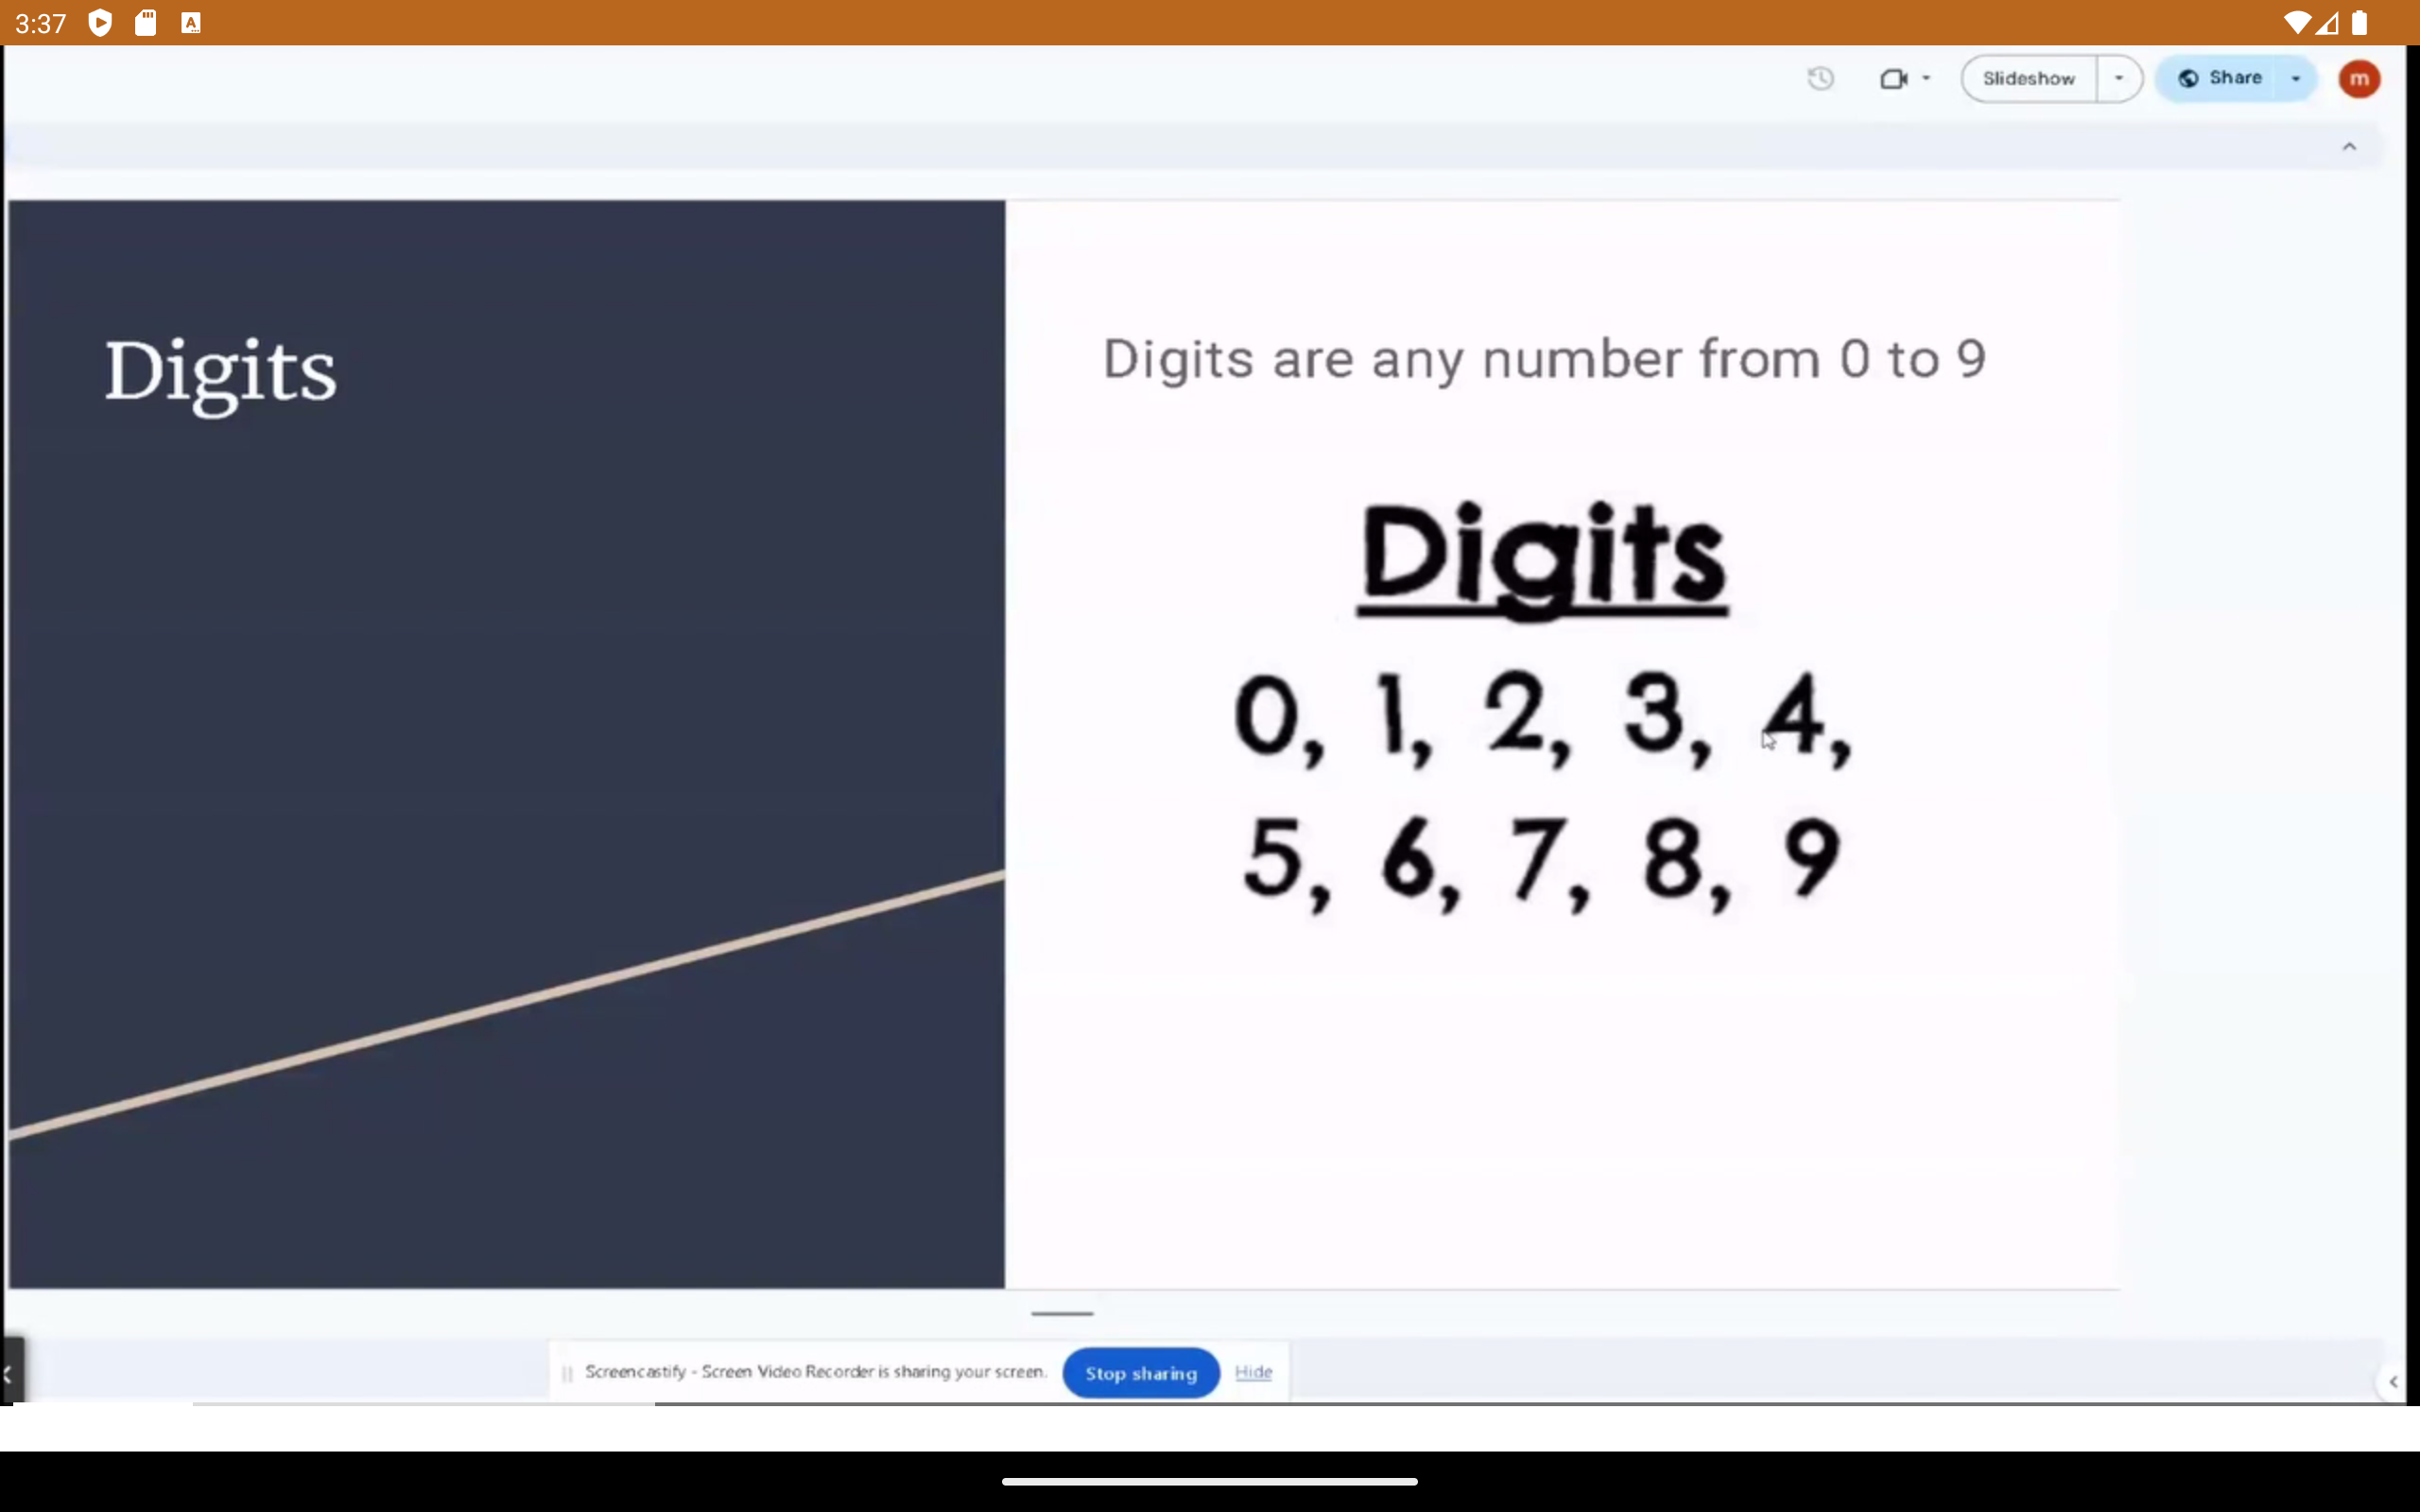 3:37
Slideshow
Share
m
Digits
Digits are any number from 0 to 9
Digits
0, 1, 2, 3, 4,
5, 6, 7, 8, 9
Screencastify - Screen Video Recorder is sharing your screen.
Stop sharing
Hide